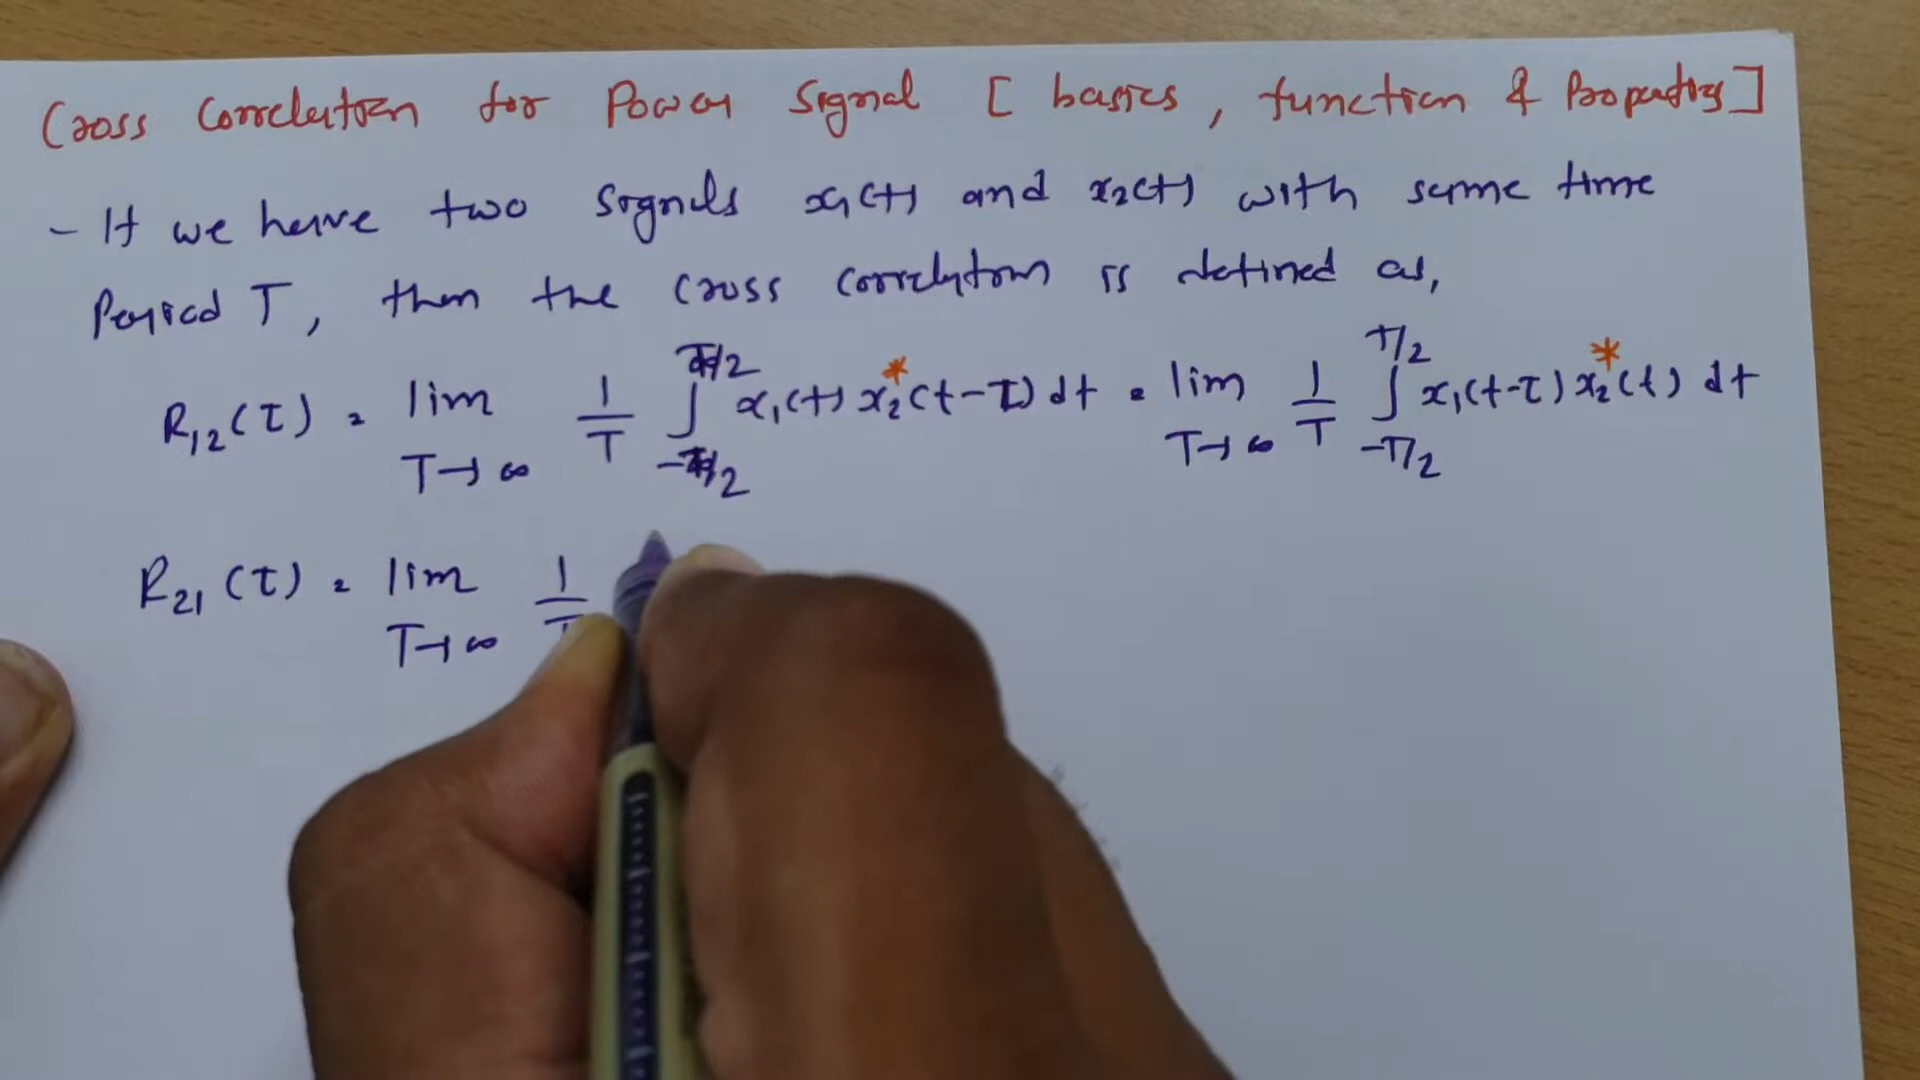 Cross Correlation for Power Signal [ basics , function & Properties ]
- If we have two signals x₁(t) and x₂(t) with same time
Period T , then the cross correlation is defined as,
R₁₂(τ) = lim T→∞ 1/T ∫_{-T/2}^{T/2} x₁(t) x₂*(t-τ) dt = lim T→∞ 1/T ∫_{-T/2}^{T/2} x₁(t-τ) x₂*(t) dt
R₂₁(τ) = lim T→∞ 1/T